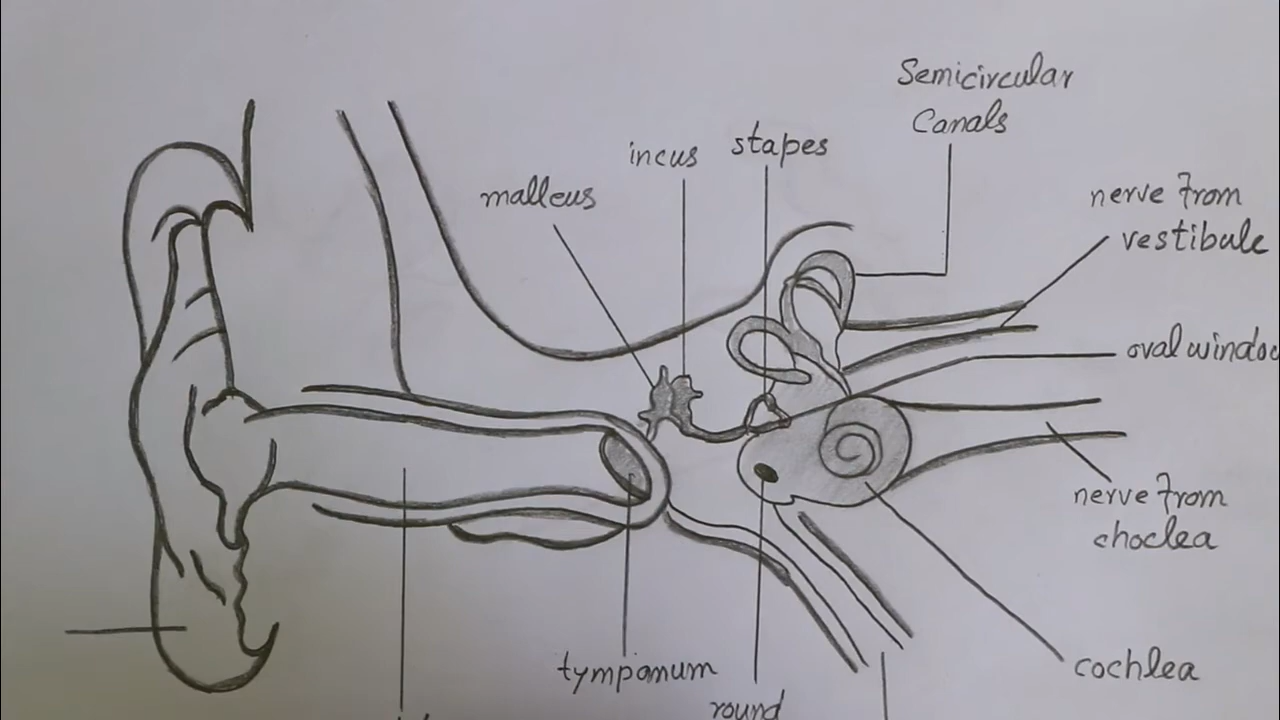 Semicircular
Canals
stapes
incus
malleus
nerve from
vestibule
oval windo
nerve from
choclea
tympanum
cochlea
round